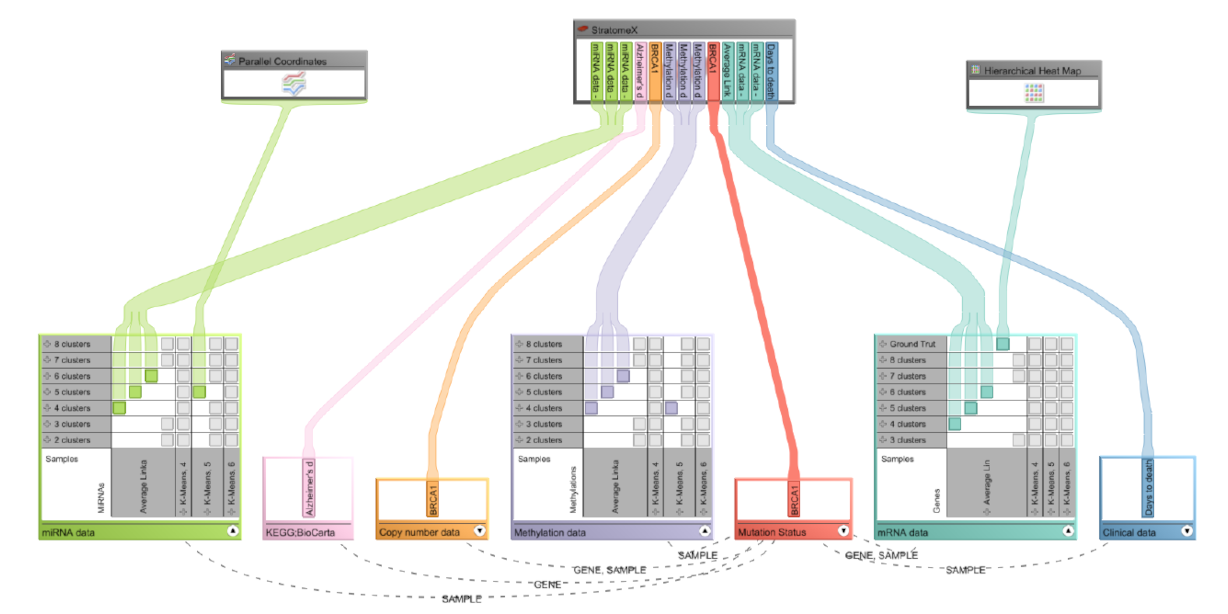 StratomeX
Parallel Coordinates
Hierarchical Heat Map
miRNA data -
miRNA data -
miRNA data -
Alzheimer's d
BRCA1
Methylation d
Methylation d
Methylation d
BRCA1
Average Link
mRNA data -
mRNA data -
Days to death
8 clusters
7 clusters
6 clusters
5 clusters
4 clusters
3 clusters
2 clusters
Samples
MiRNAs
Average Linka
K-Means, 4
K-Means, 5
K-Means, 6
miRNA data
Alzheimer's d
KEGG;BioCarta
BRCA1
Copy number data
8 clusters
7 clusters
6 clusters
5 clusters
4 clusters
3 clusters
2 clusters
Samples
Methylations
Average Linka
K-Means, 4
K-Means, 5
K-Means, 6
Methylation data
BRCA1
Mutation Status
Ground Trut
8 clusters
7 clusters
6 clusters
5 clusters
4 clusters
3 clusters
Samples
Genes
Average Lin
K-Means, 4
K-Means, 5
K-Means, 6
mRNA data
Days to death
Clinical data
SAMPLE
GENE, SAMPLE
GENE, SAMPLE
SAMPLE
GENE
SAMPLE